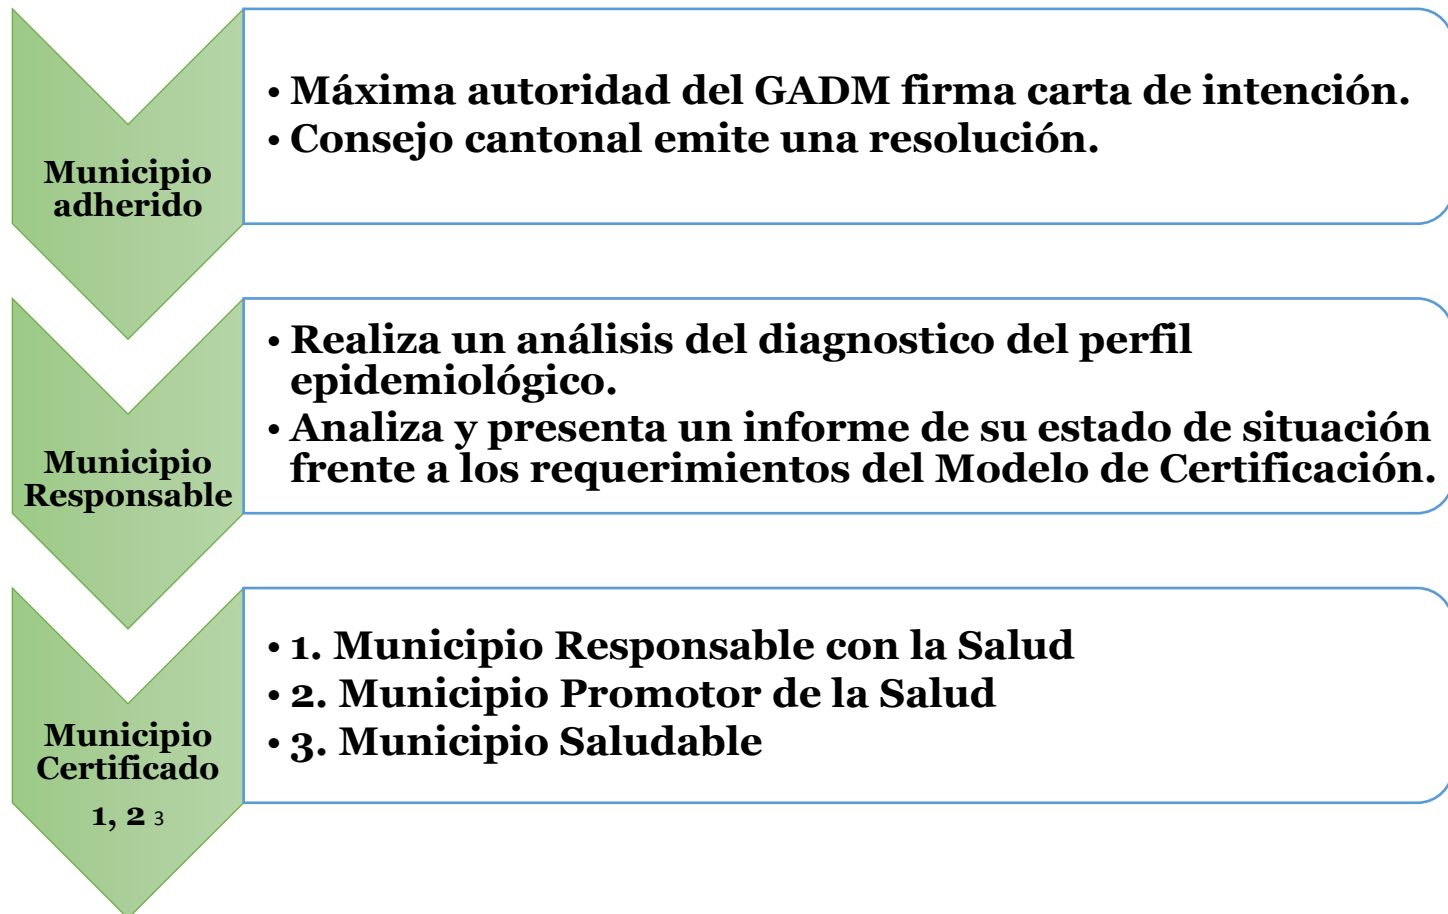 Municipio
adherido
• Máxima autoridad del GADM firma carta de intención.
• Consejo cantonal emite una resolución.
Municipio
Responsable
• Realiza un análisis del diagnostico del perfil
epidemiológico.
• Analiza y presenta un informe de su estado de situación
frente a los requerimientos del Modelo de Certificación.
Municipio
Certificado
1, 2 3
• 1. Municipio Responsable con la Salud
• 2. Municipio Promotor de la Salud
• 3. Municipio Saludable